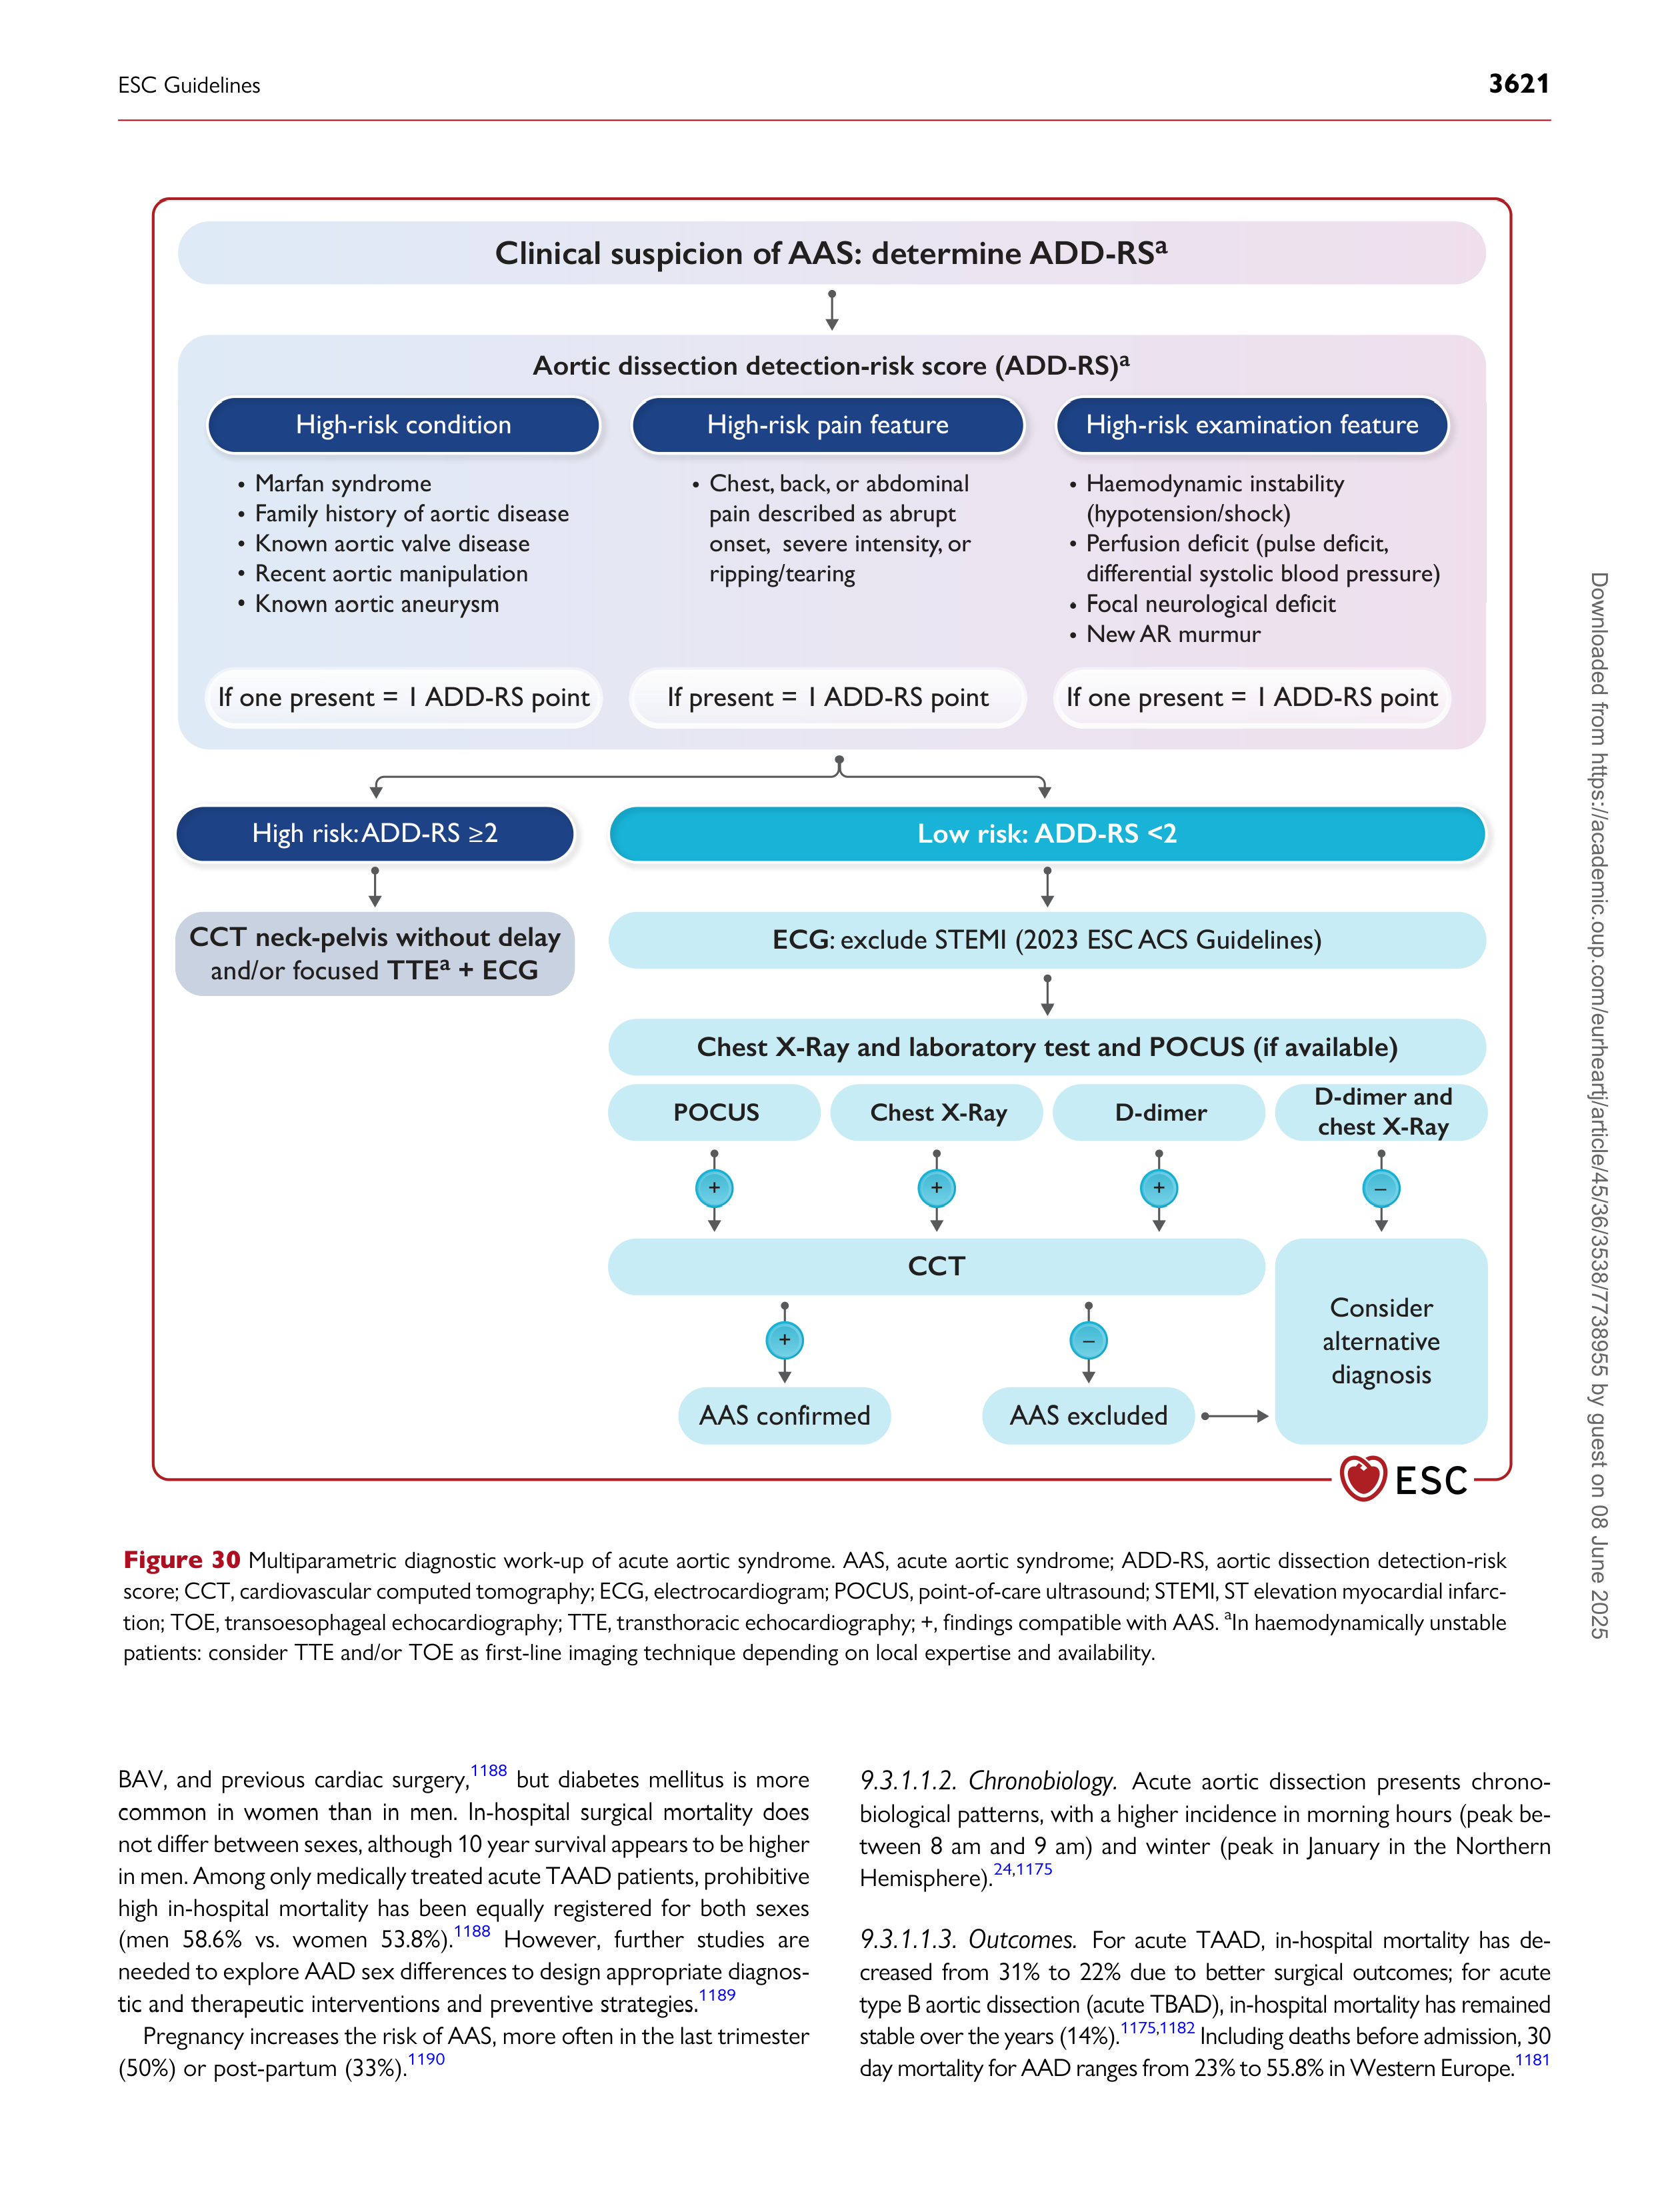 ESC Guidelines
3621
Clinical suspicion of AAS: determine ADD-RSa
Aortic dissection detection-risk score (ADD-RS)a
High-risk condition
• Marfan syndrome
• Family history of aortic disease
• Known aortic valve disease
• Recent aortic manipulation
• Known aortic aneurysm
If one present = 1 ADD-RS point
High-risk pain feature
• Chest, back, or abdominal
pain described as abrupt
onset, severe intensity, or
ripping/tearing
If present = 1 ADD-RS point
High-risk examination feature
• Haemodynamic instability
(hypotension/shock)
• Perfusion deficit (pulse deficit,
differential systolic blood pressure)
• Focal neurological deficit
• New AR murmur
If one present = 1 ADD-RS point
High risk: ADD-RS ≥2
CCT neck-pelvis without delay
and/or focused TTEa + ECG
Low risk: ADD-RS <2
ECG: exclude STEMI (2023 ESC ACS Guidelines)
Chest X-Ray and laboratory test and POCUS (if available)
POCUS
Chest X-Ray
D-dimer
D-dimer and
chest X-Ray
+
+
+
–
CCT
+
–
AAS confirmed
AAS excluded
Consider
alternative
diagnosis
ESC
Figure 30 Multiparametric diagnostic work-up of acute aortic syndrome. AAS, acute aortic syndrome; ADD-RS, aortic dissection detection-risk
score; CCT, cardiovascular computed tomography; ECG, electrocardiogram; POCUS, point-of-care ultrasound; STEMI, ST elevation myocardial infarc-
tion; TOE, transoesophageal echocardiography; TTE, transthoracic echocardiography; +, findings compatible with AAS. aIn haemodynamically unstable
patients: consider TTE and/or TOE as first-line imaging technique depending on local expertise and availability.
BAV, and previous cardiac surgery,1188 but diabetes mellitus is more
common in women than in men. In-hospital surgical mortality does
not differ between sexes, although 10 year survival appears to be higher
in men. Among only medically treated acute TAAD patients, prohibitive
high in-hospital mortality has been equally registered for both sexes
(men 58.6% vs. women 53.8%).1188 However, further studies are
needed to explore AAD sex differences to design appropriate diagnos-
tic and therapeutic interventions and preventive strategies.1189
Pregnancy increases the risk of AAS, more often in the last trimester
(50%) or post-partum (33%).1190
9.3.1.1.2. Chronobiology. Acute aortic dissection presents chrono-
biological patterns, with a higher incidence in morning hours (peak be-
tween 8 am and 9 am) and winter (peak in January in the Northern
Hemisphere).24,1175
9.3.1.1.3. Outcomes. For acute TAAD, in-hospital mortality has de-
creased from 31% to 22% due to better surgical outcomes; for acute
type B aortic dissection (acute TBAD), in-hospital mortality has remained
stable over the years (14%).1175,1182 Including deaths before admission, 30
day mortality for AAD ranges from 23% to 55.8% in Western Europe.1181
Downloaded from https://academic.oup.com/eurheartj/article/45/36/3538/7738955 by guest on 08 June 2025